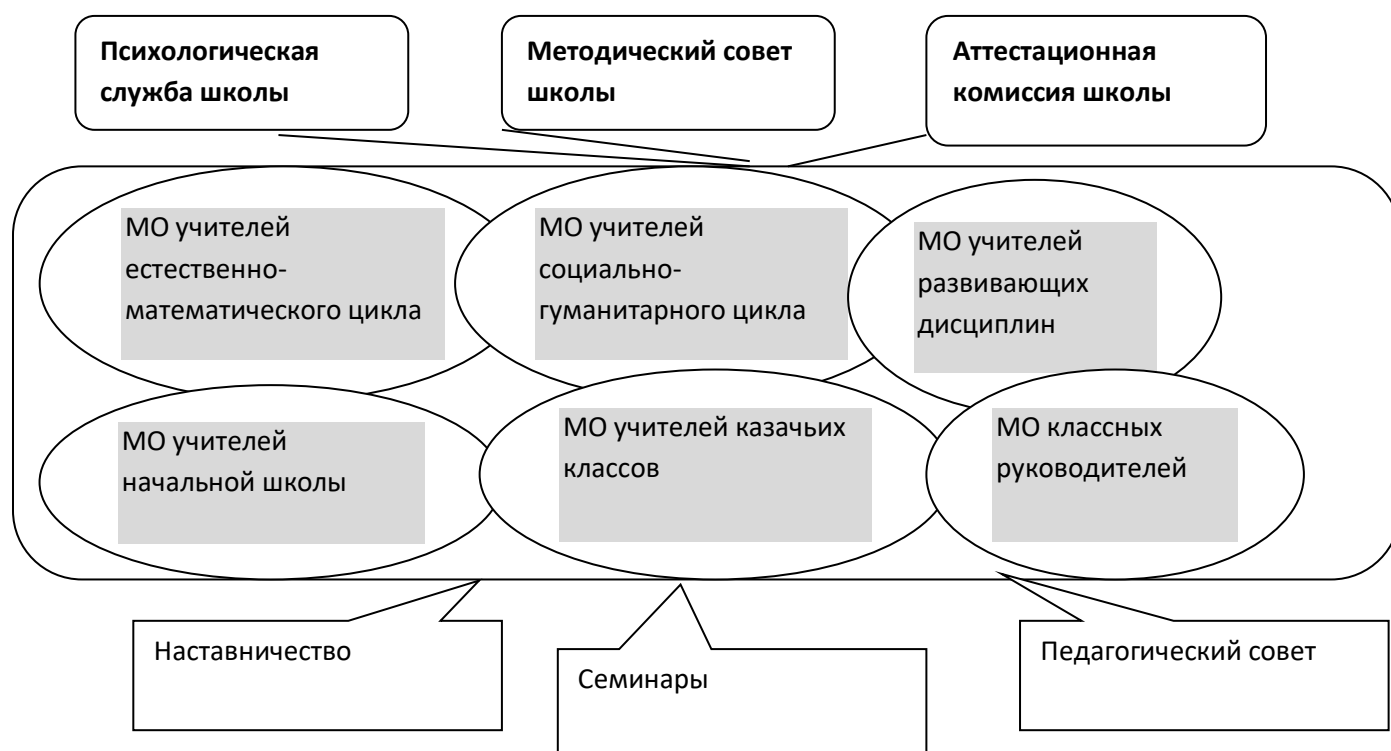 Психологическая
служба школы
Методический совет
школы
Аттестационная
комиссия школы
МО учителей
естественно-
математического цикла
МО учителей
социально-
гуманитарного цикла
МО учителей
развивающих
дисциплин
МО учителей
начальной школы
МО учителей казачьих
классов
МО классных
руководителей
Наставничество
Семинары
Педагогический совет